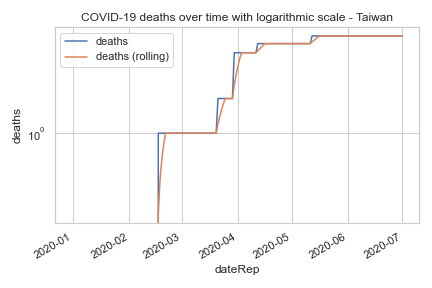 COVID-19 deaths over time with logarithmic scale - Taiwan
deaths
deaths (rolling)
deaths
10⁰
2020-01
2020-02
2020-03
2020-04
2020-05
2020-06
2020-07
dateRep